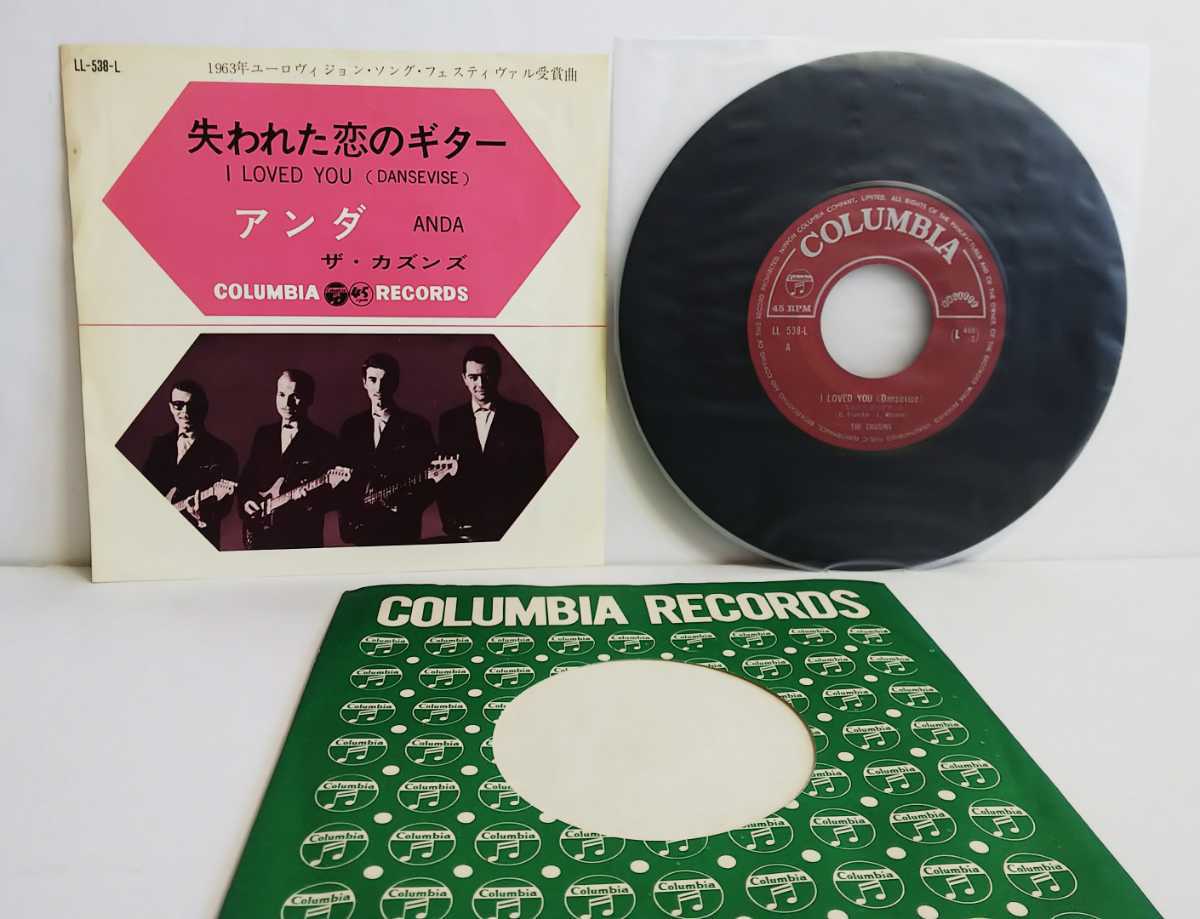 LL-538-L
1963年ユーロヴィジョン・ソング・フェスティヴァル受賞曲
失われた恋のギター
I LOVED YOU (DANSEVISE)
アンダ ANDA
ザ・カズンズ
COLUMBIA 45 RECORDS
COLUMBIA
45 RPM
LL 538-L
A
I LOVED YOU (Dansevise)
THE COUSINS
COLUMBIA RECORDS
Columbia